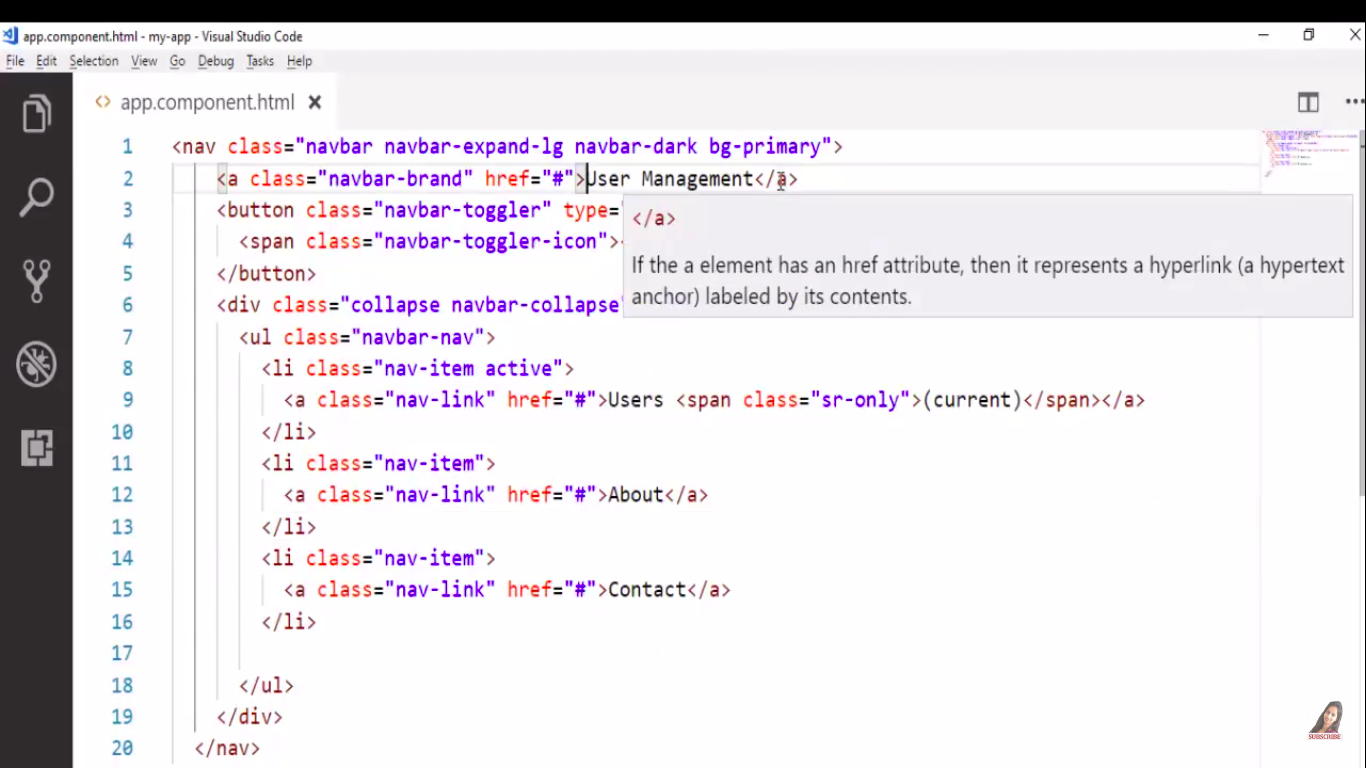 app.component.html - my-app - Visual Studio Code
File Edit Selection View Go Debug Tasks Help
app.component.html
1 <nav class="navbar navbar-expand-lg navbar-dark bg-primary">
2 <a class="navbar-brand" href="#">User Management</a>
3 <button class="navbar-toggler" type=
4 <span class="navbar-toggler-icon">
5 </button>
6 <div class="collapse navbar-collapse
7 <ul class="navbar-nav">
8 <li class="nav-item active">
9 <a class="nav-link" href="#">Users <span class="sr-only">(current)</span></a>
10 </li>
11 <li class="nav-item">
12 <a class="nav-link" href="#">About</a>
13 </li>
14 <li class="nav-item">
15 <a class="nav-link" href="#">Contact</a>
16 </li>
17
18 </ul>
19 </div>
20 </nav>
</a>
If the a element has an href attribute, then it represents a hyperlink (a hypertext
anchor) labeled by its contents.
SUBSCRIBE